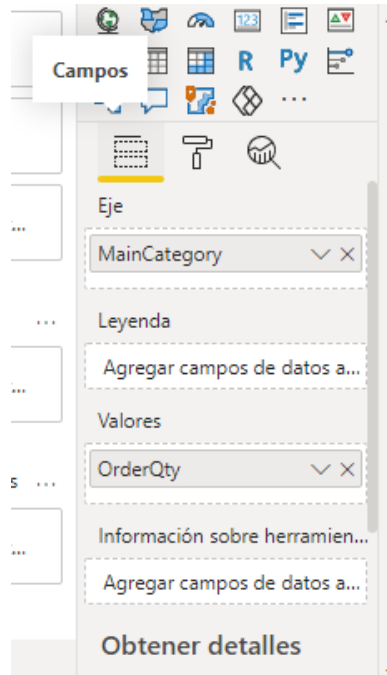 123
R Py
Campos
...
Eje
MainCategory
...
Leyenda
...
Agregar campos de datos a...
...
Valores
s ...
OrderQty
Información sobre herramien...
...
Agregar campos de datos a...
Obtener detalles